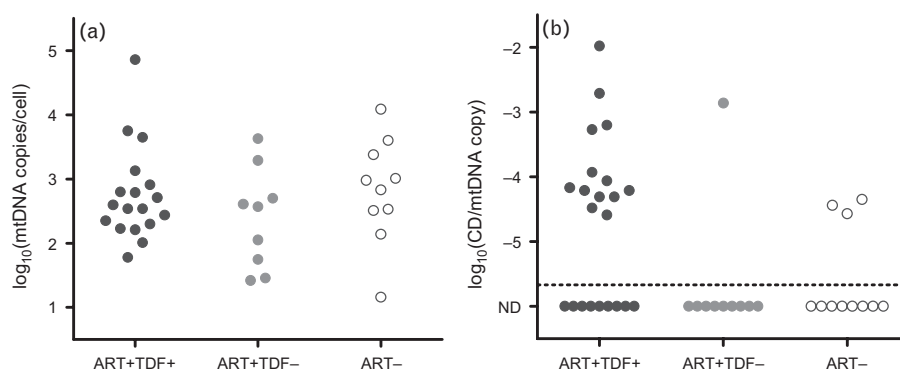 (a)
log10(mtDNA copies/cell)
5
4
3
2
1
ART+TDF+ ART+TDF– ART–
(b)
log10(CD/mtDNA copy)
–2
–3
–4
–5
ND
ART+TDF+ ART+TDF– ART–